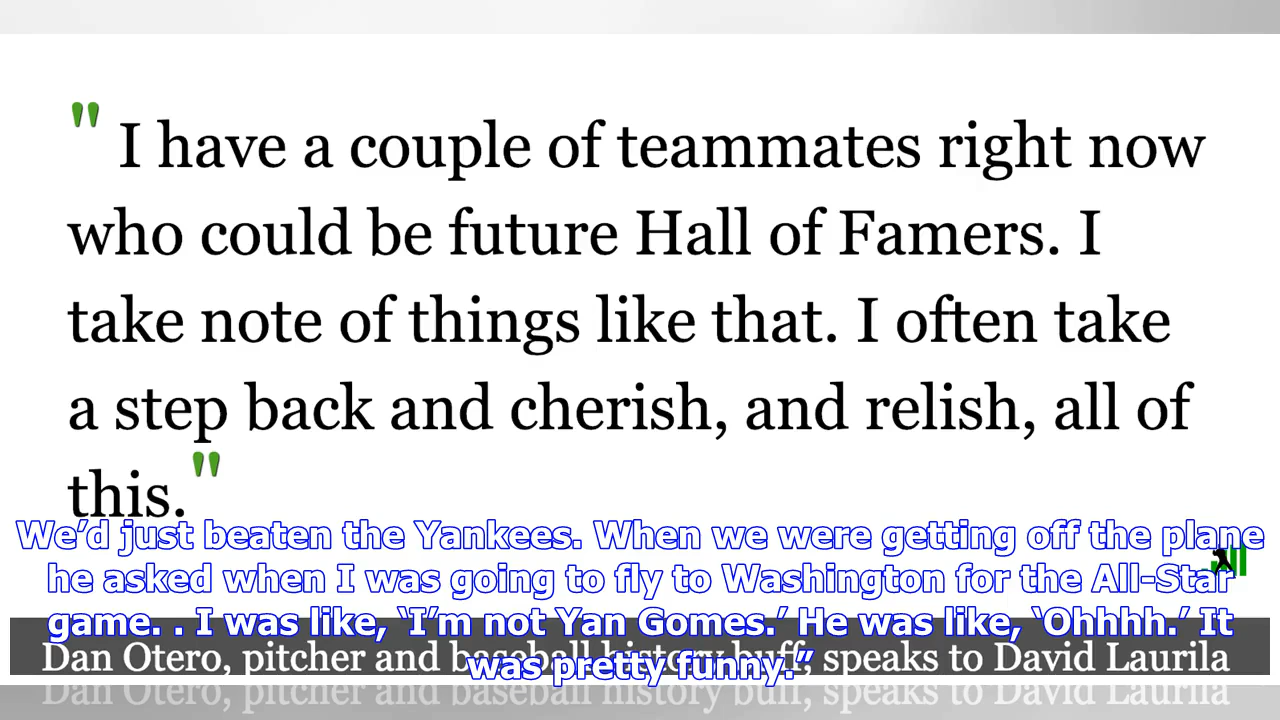 " I have a couple of teammates right now
who could be future Hall of Famers. I
take note of things like that. I often take
a step back and cherish, and relish, all of
this."
We’d just beaten the Yankees. When we were getting off the plane
he asked when I was going to fly to Washington for the All-Star
game. . I was like, ‘I’m not Yan Gomes.’ He was like, ‘Ohhhh.’ It
was pretty funny.”
Dan Otero, pitcher and baseball history buff, speaks to David Laurila
Dan Otero, pitcher and baseball history buff, speaks to David Laurila